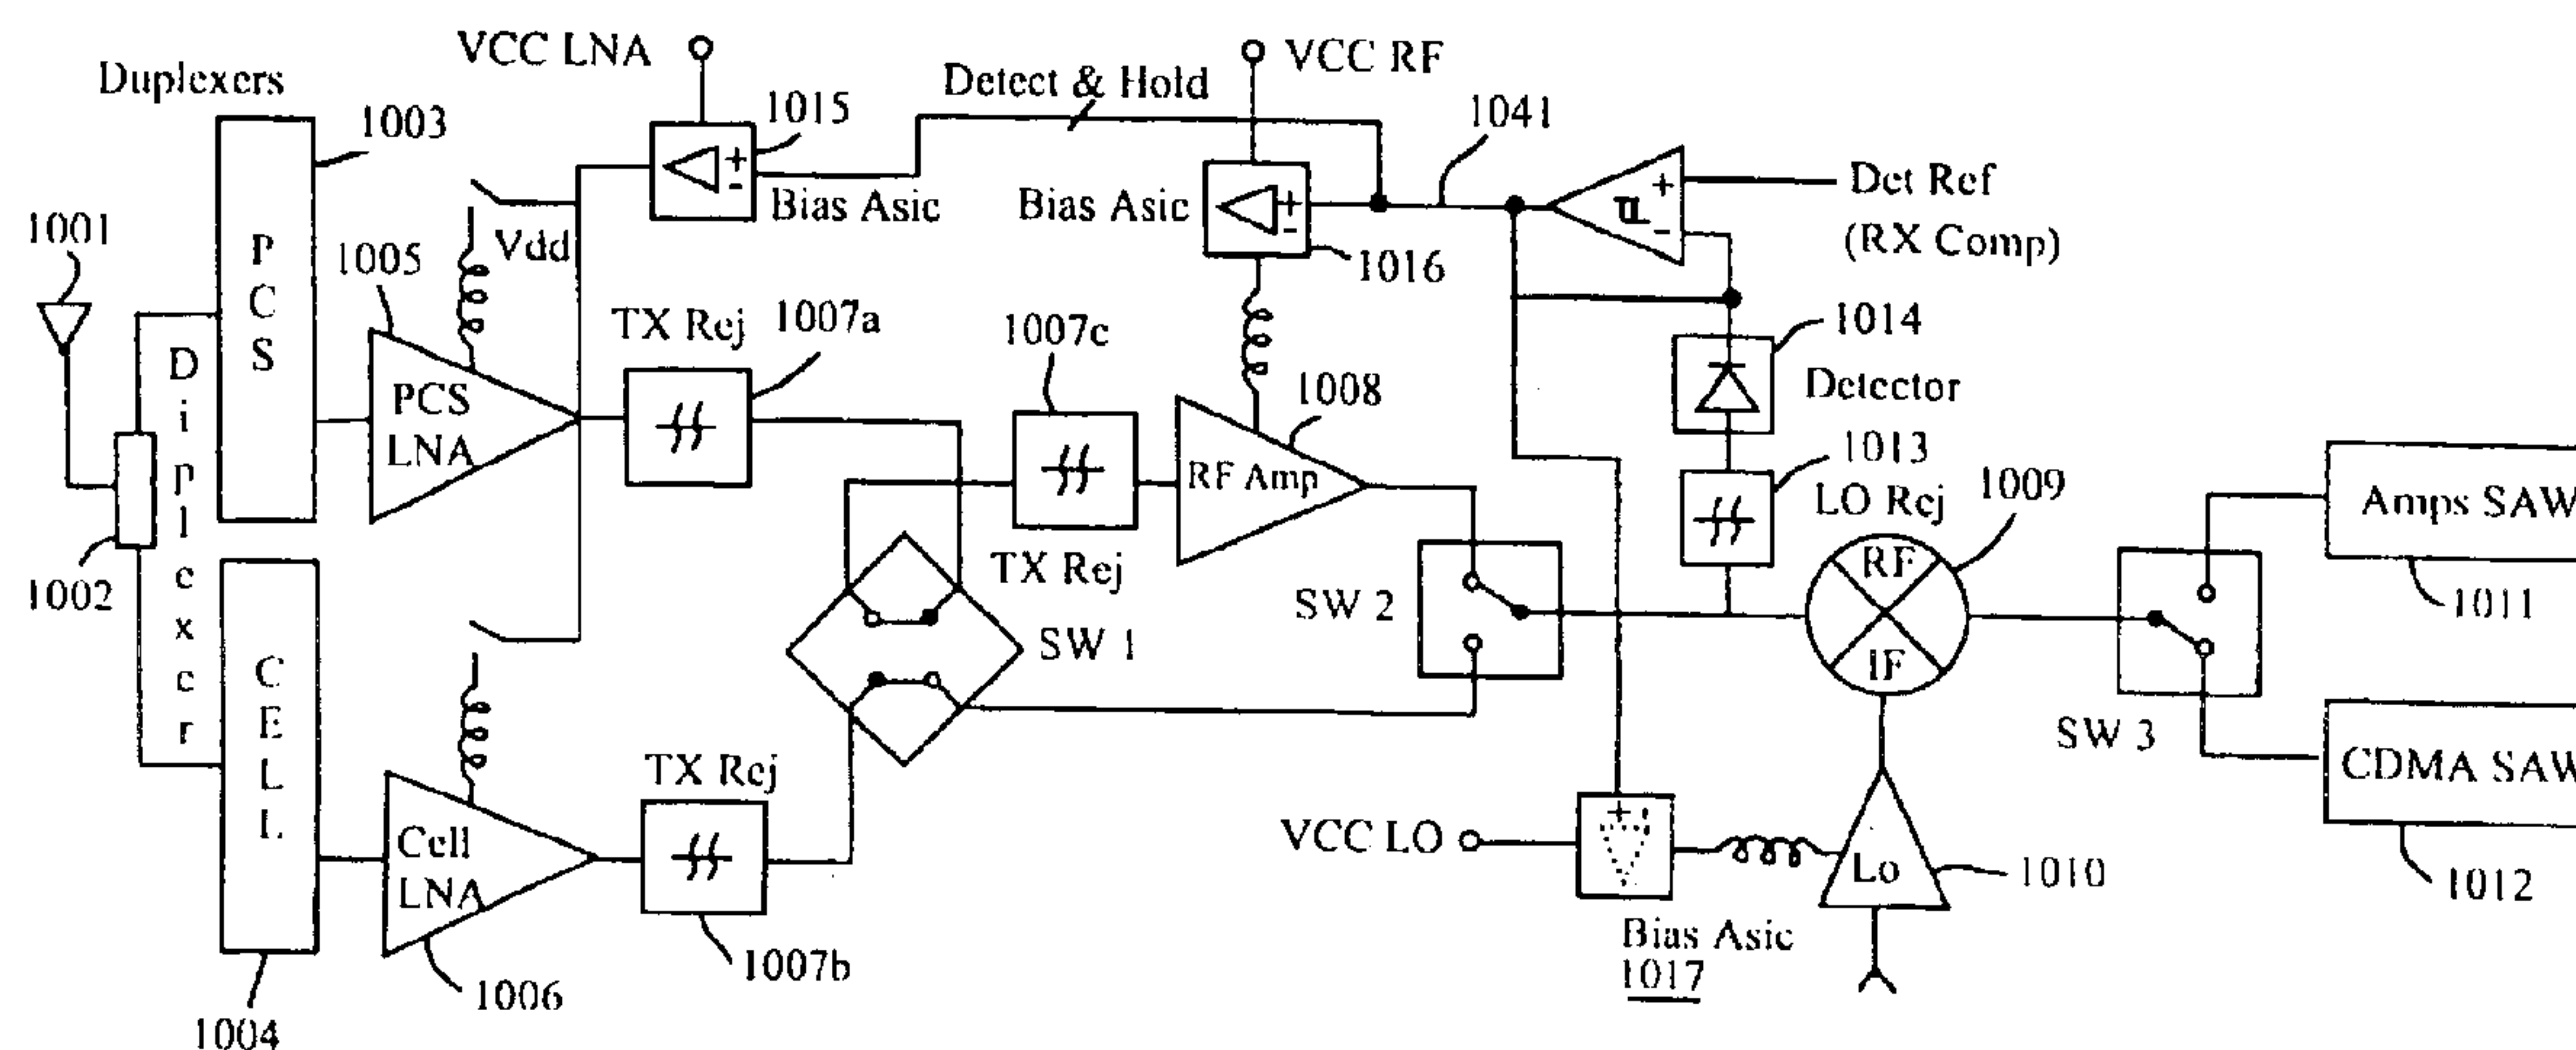 VCC LNA
VCC RF
Duplexers
Detect & Hold
1015
1003
1041
+
-
Bias Asic
Bias Asic
+
-
1016
+
-
Det Ref
(RX Comp)
1001
PCS
1005
Vdd
TX Rej
1007a
1007c
1014
Detector
1008
Diplexer
PCS
LNA
RF Amp
1013
LO Rej
1009
Amps SAW
1002
TX Rej
SW 2
RF
IF
1011
SW 1
CELL
SW 3
TX Rej
CDMA SAW
Cell
LNA
VCC LO
+
Lo
1010
1012
1007b
Bias Asic
1017
1006
1004